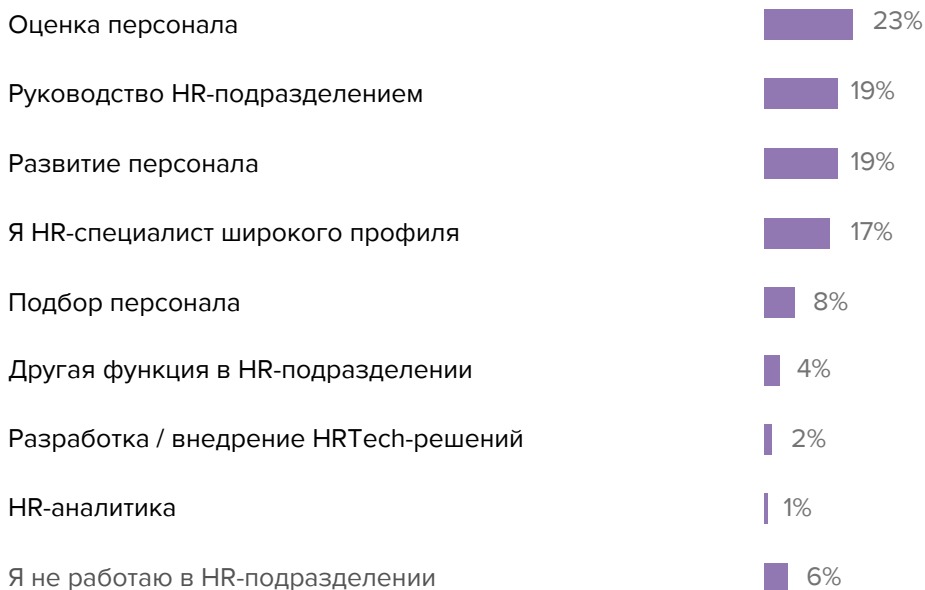 Оценка персонала 23%
Руководство HR-подразделением 19%
Развитие персонала 19%
Я HR-специалист широкого профиля 17%
Подбор персонала 8%
Другая функция в HR-подразделении 4%
Разработка / внедрение HRTech-решений 2%
HR-аналитика 1%
Я не работаю в HR-подразделении 6%